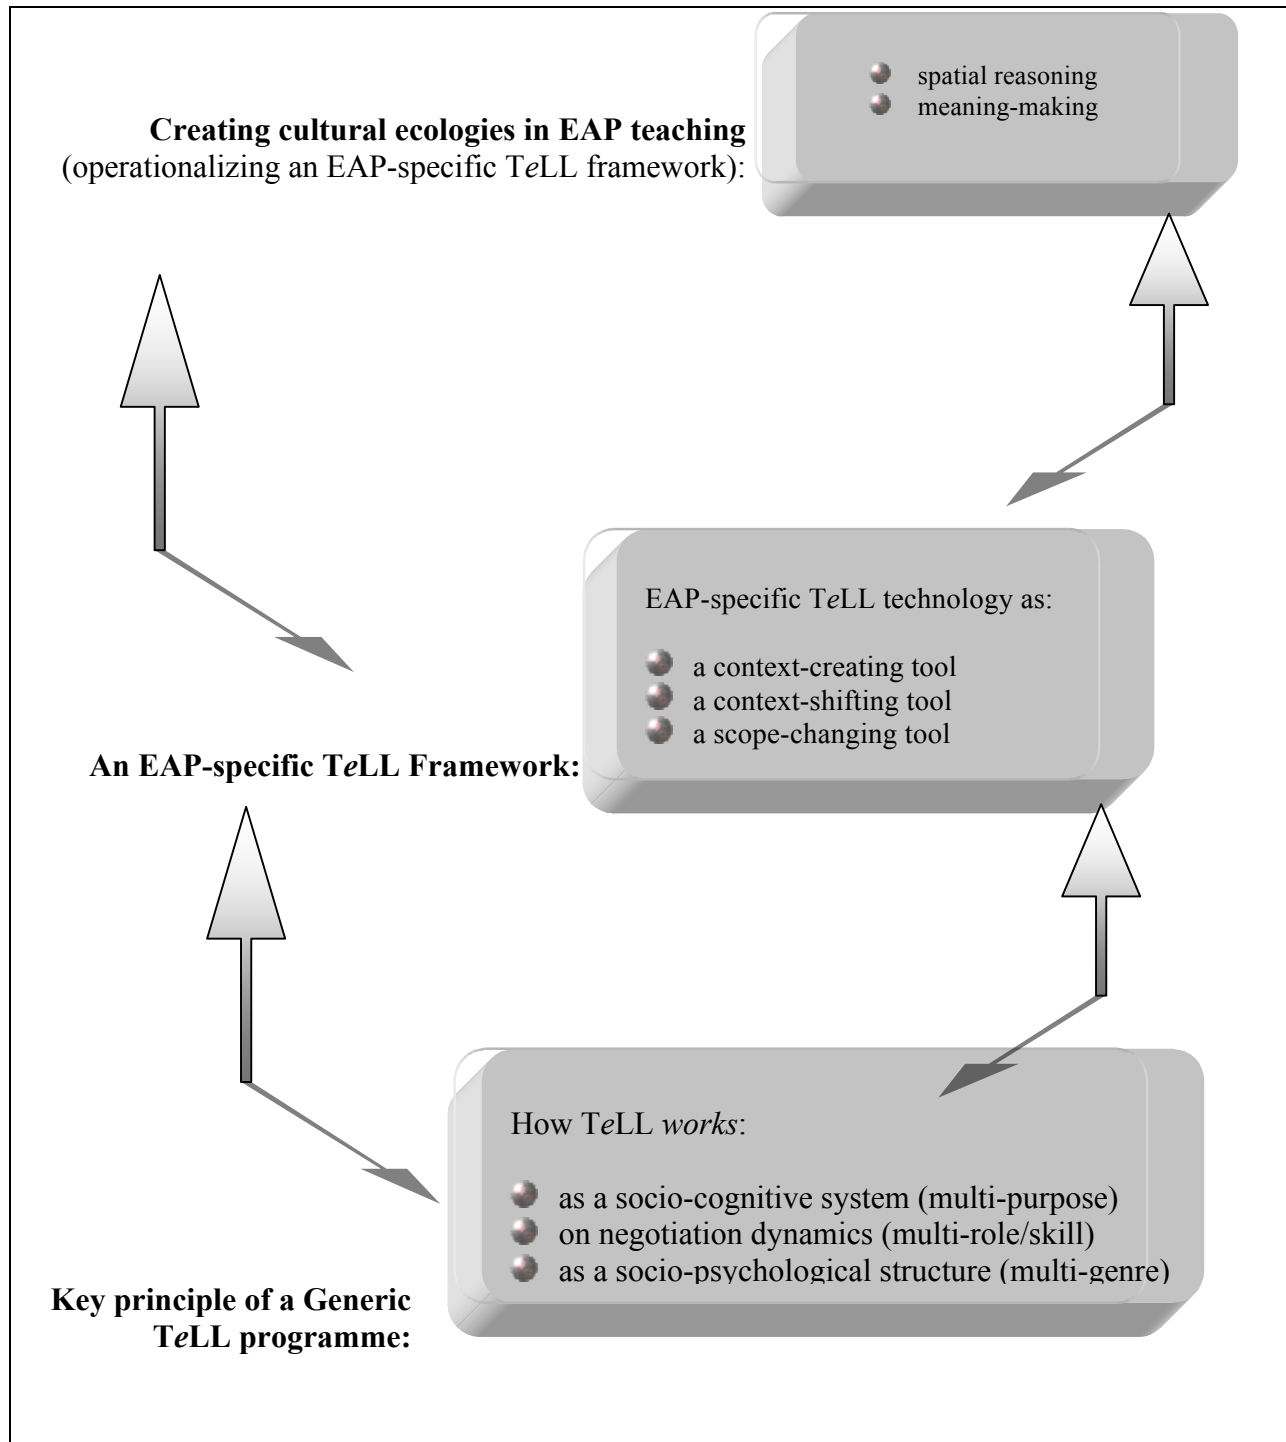 spatial reasoning
meaning-making
Creating cultural ecologies in EAP teaching
(operationalizing an EAP-specific TeLL framework):
EAP-specific TeLL technology as:
a context-creating tool
a context-shifting tool
a scope-changing tool
An EAP-specific TeLL Framework:
How TeLL works:
as a socio-cognitive system (multi-purpose)
on negotiation dynamics (multi-role/skill)
as a socio-psychological structure (multi-genre)
Key principle of a Generic
TeLL programme: